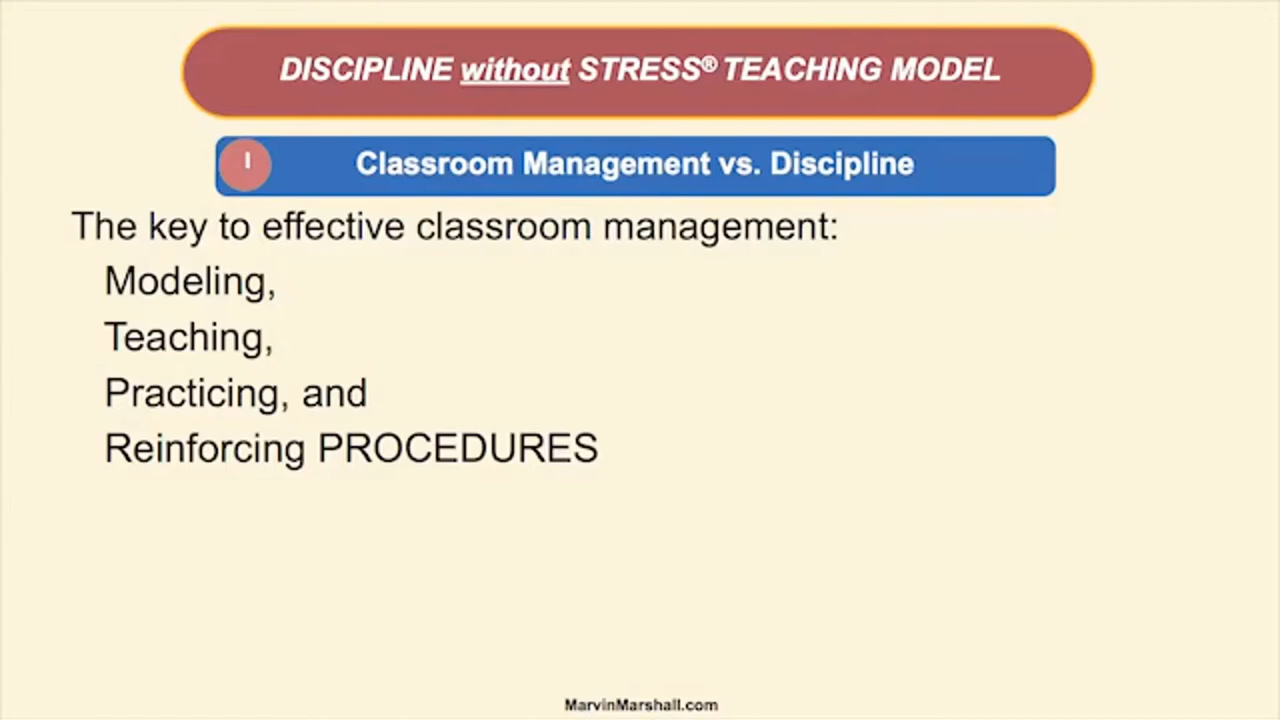 DISCIPLINE without STRESS® TEACHING MODEL
I
Classroom Management vs. Discipline
The key to effective classroom management:
Modeling,
Teaching,
Practicing, and
Reinforcing PROCEDURES
MarvinMarshall.com